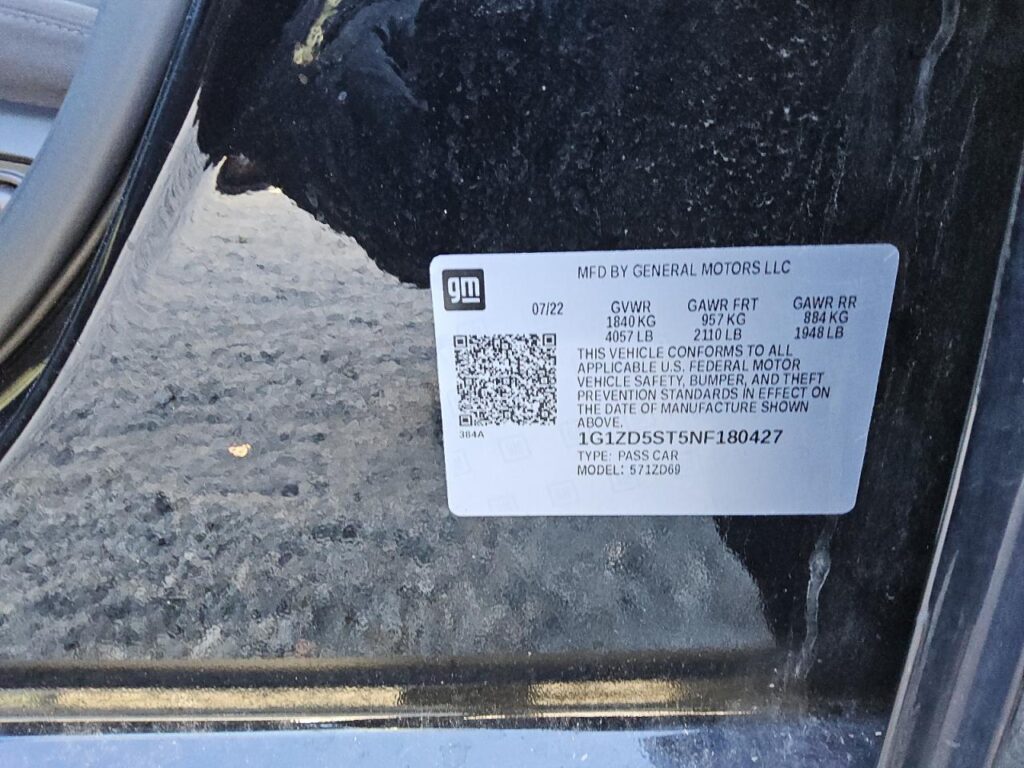 gm
MFD BY GENERAL MOTORS LLC
07/22 GVWR GAWR FRT GAWR RR
1840 KG 957 KG 884 KG
4057 LB 2110 LB 1948 LB
THIS VEHICLE CONFORMS TO ALL
APPLICABLE U.S. FEDERAL MOTOR
VEHICLE SAFETY, BUMPER, AND THEFT
PREVENTION STANDARDS IN EFFECT ON
THE DATE OF MANUFACTURE SHOWN
ABOVE.
384A
1G1ZD5ST5NF180427
TYPE: PASS CAR
MODEL: 571ZD69